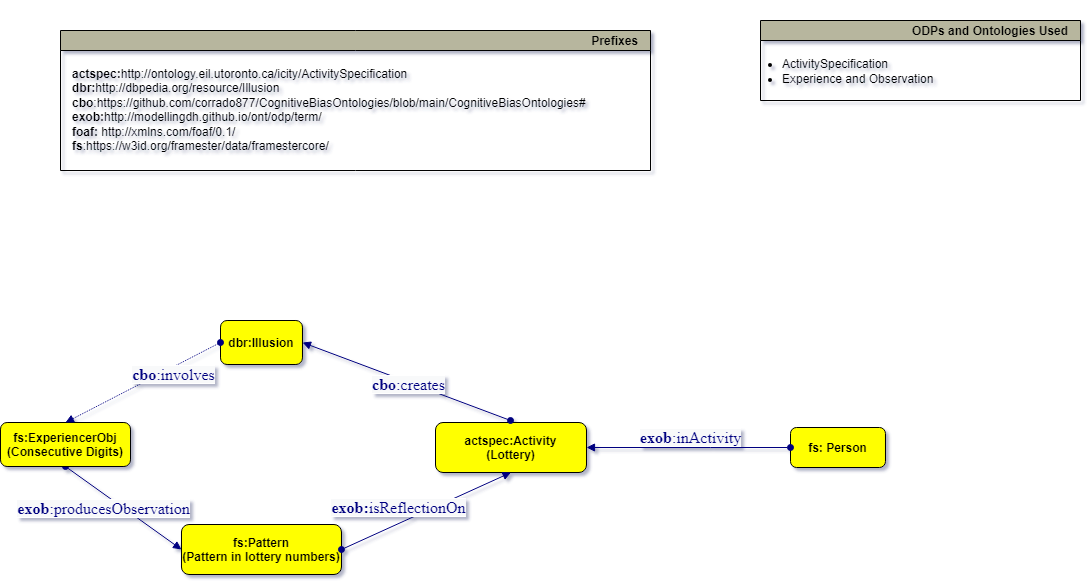 Prefixes
actspec:http://ontology.eil.utoronto.ca/icity/ActivitySpecification
dbr:http://dbpedia.org/resource/Illusion
cbo:https://github.com/corrado877/CognitiveBiasOntologies/blob/main/CognitiveBiasOntologies#
exob:http://modellingdh.github.io/ont/odp/term/
foaf: http://xmlns.com/foaf/0.1/
fs:https://w3id.org/framester/data/framestercore/
ODPs and Ontologies Used
ActivitySpecification
Experience and Observation
dbr:Illusion
cbo:involves
cbo:creates
fs:ExperiencerObj
(Consecutive Digits)
actspec:Activity
(Lottery)
exob:inActivity
fs: Person
exob:producesObservation
exob:isReflectionOn
fs:Pattern
(Pattern in lottery numbers)